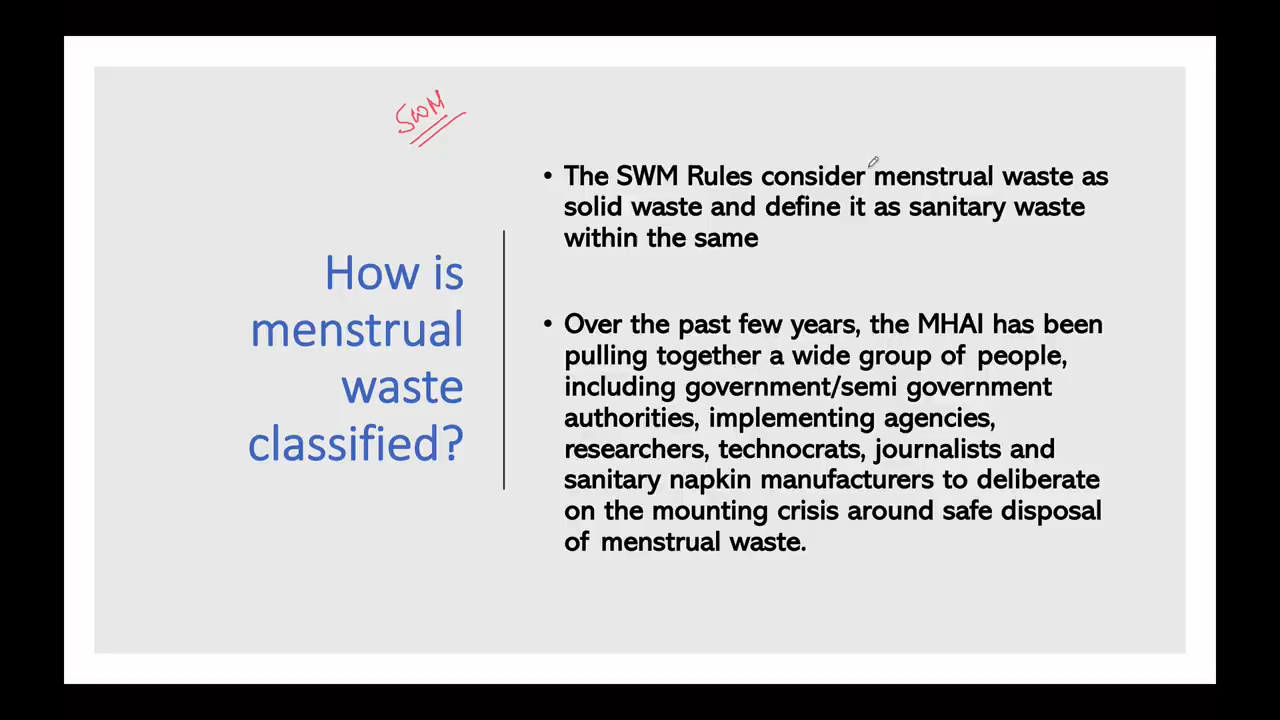 SWM
How is
menstrual
waste
classified?
• The SWM Rules consider menstrual waste as
solid waste and define it as sanitary waste
within the same
• Over the past few years, the MHAI has been
pulling together a wide group of people,
including government/semi government
authorities, implementing agencies,
researchers, technocrats, journalists and
sanitary napkin manufacturers to deliberate
on the mounting crisis around safe disposal
of menstrual waste.